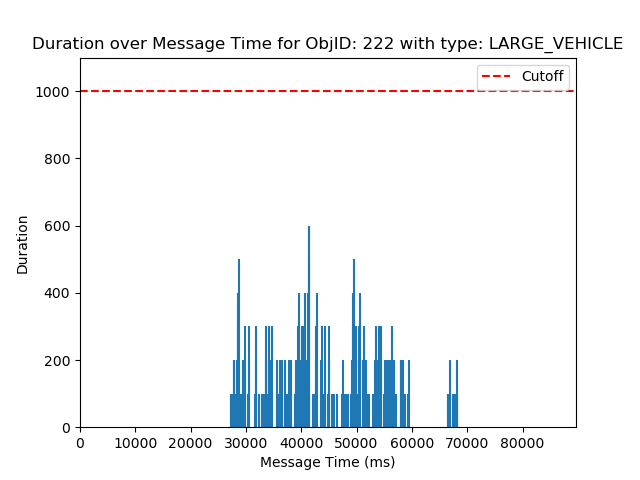 Duration over Message Time for ObjID: 222 with type: LARGE_VEHICLE
Cutoff
1000
800
600
400
200
0
Duration
0 10000 20000 30000 40000 50000 60000 70000 80000
Message Time (ms)